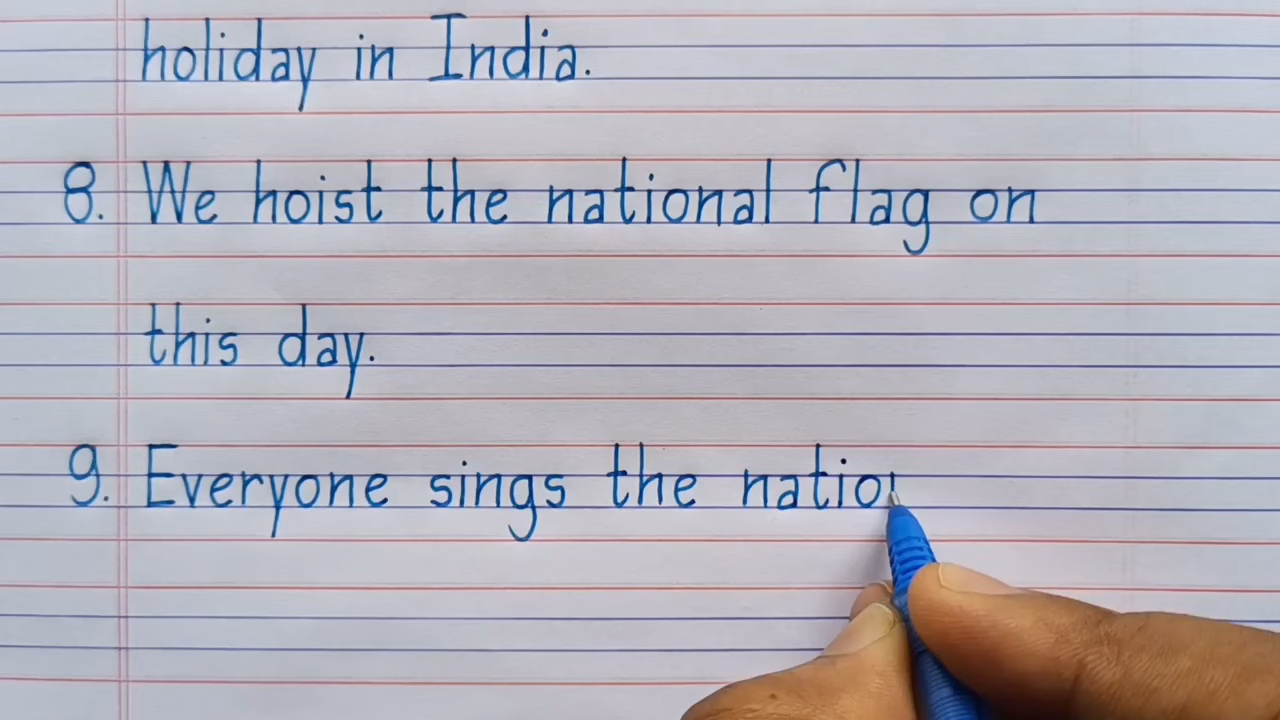 holiday in India.
8. We hoist the national flag on
this day.
9. Everyone sings the natio